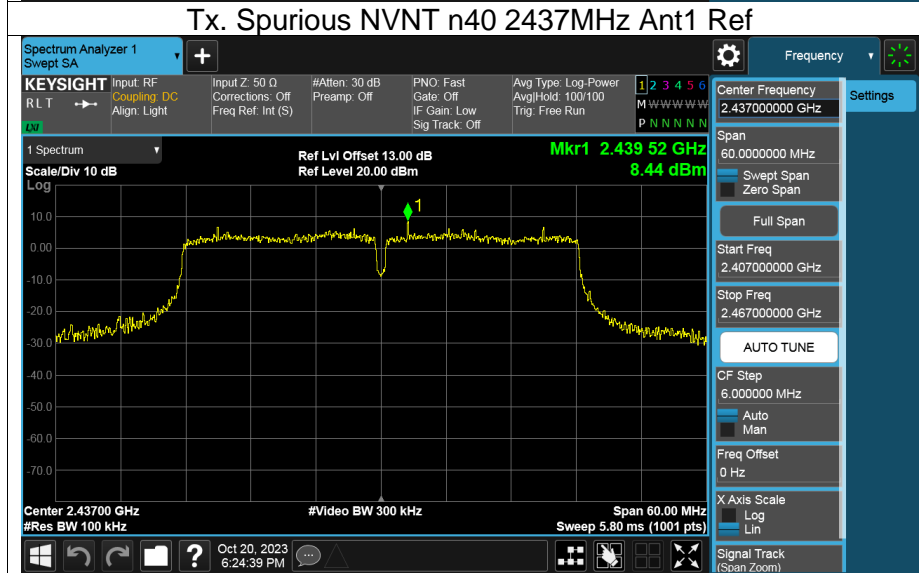 Tx. Spurious NVNT n40 2437MHz Ant1 Ref
Spectrum Analyzer 1
Swept SA
Frequency
KEYSIGHT
RLT
LXI
Input: RF
Coupling: DC
Align: Light
Input Z: 50 Ω
Corrections: Off
Freq Ref: Int (S)
#Atten: 30 dB
Preamp: Off
PNO: Fast
Gate: Off
IF Gain: Low
Sig Track: Off
Avg Type: Log-Power
Avg|Hold: 100/100
Trig: Free Run
1 2 3 4 5 6
M W W W W W
P N N N N N
1 Spectrum
Scale/Div 10 dB
Log
Ref Lvl Offset 13.00 dB
Ref Level 20.00 dBm
Mkr1 2.439 52 GHz
8.44 dBm
1
10.0
0.00
-10.0
-20.0
-30.0
-40.0
-50.0
-60.0
-70.0
Center 2.43700 GHz
#Res BW 100 kHz
#Video BW 300 kHz
Span 60.00 MHz
Sweep 5.80 ms (1001 pts)
Oct 20, 2023
6:24:39 PM
Center Frequency
2.437000000 GHz
Settings
Span
60.0000000 MHz
Swept Span
Zero Span
Full Span
Start Freq
2.407000000 GHz
Stop Freq
2.467000000 GHz
AUTO TUNE
CF Step
6.000000 MHz
Auto
Man
Freq Offset
0 Hz
X Axis Scale
Log
Lin
Signal Track
(Span Zoom)